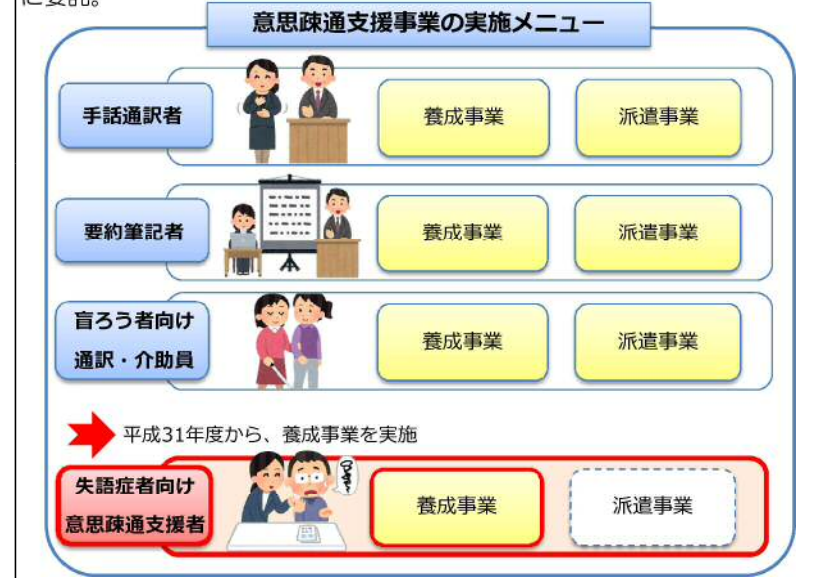 に委託。
意思疎通支援事業の実施メニュー
手話通訳者
養成事業
派遣事業
要約筆記者
養成事業
派遣事業
盲ろう者向け
通訳・介助員
養成事業
派遣事業
平成31年度から、養成事業を実施
失語症者向け
意思疎通支援者
養成事業
派遣事業